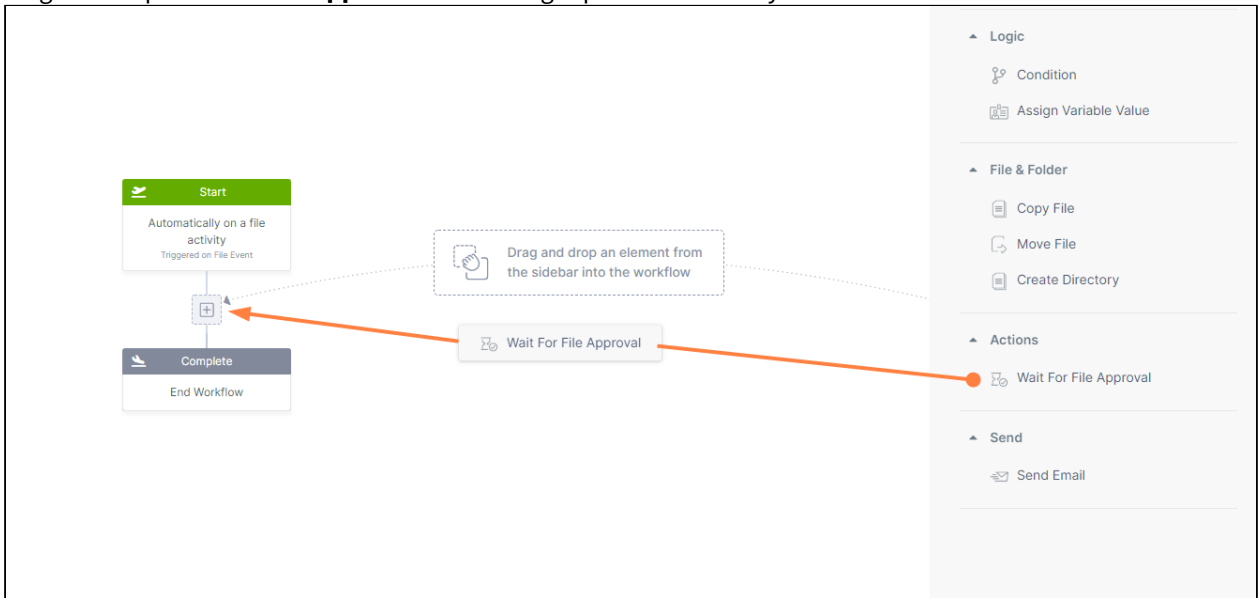 Start
Automatically on a file
activity
Triggered on File Event
Complete
End Workflow
Drag and drop an element from
the sidebar into the workflow
Wait For File Approval
Logic
Condition
Assign Variable Value
File & Folder
Copy File
Move File
Create Directory
Actions
Wait For File Approval
Send
Send Email